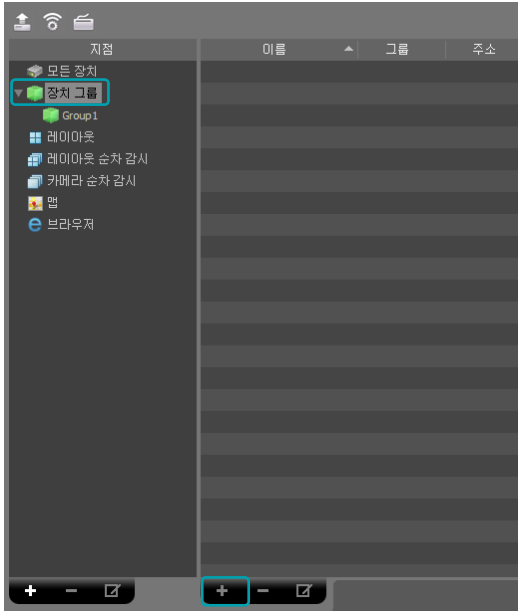 지점
이름 그룹 주소
모든 장치
장치 그룹
Group1
레이아웃
레이아웃 순차 감시
카메라 순차 감시
맵
브라우저